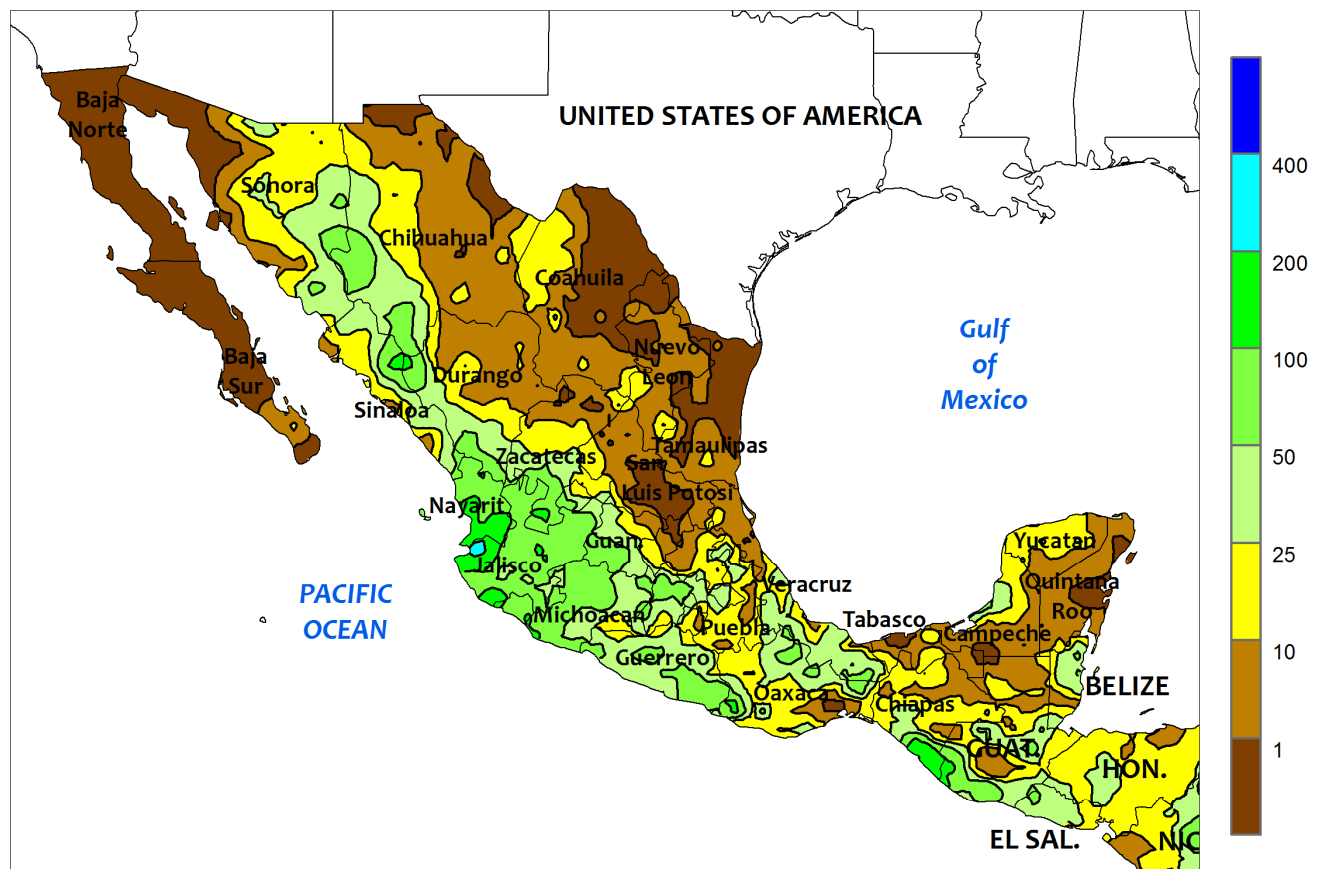 UNITED STATES OF AMERICA
Baja
Norte
Sonora
Chihuahua
Coahuila
Baja
Sur
Nuevo
Leon
Durango
Sinaloa
Zacatecas
San
Luis Potosi
Tamaulipas
Nayarit
Guan.
Jalisco
Michoacan
Guerrero
Puebla
Veracruz
Oaxaca
Tabasco
Campeche
Yucatan
Quintana
Roo
Chiapas
BELIZE
GUAT.
HON.
EL SAL.
NIC
Gulf
of
Mexico
PACIFIC
OCEAN
400
200
100
50
25
10
1